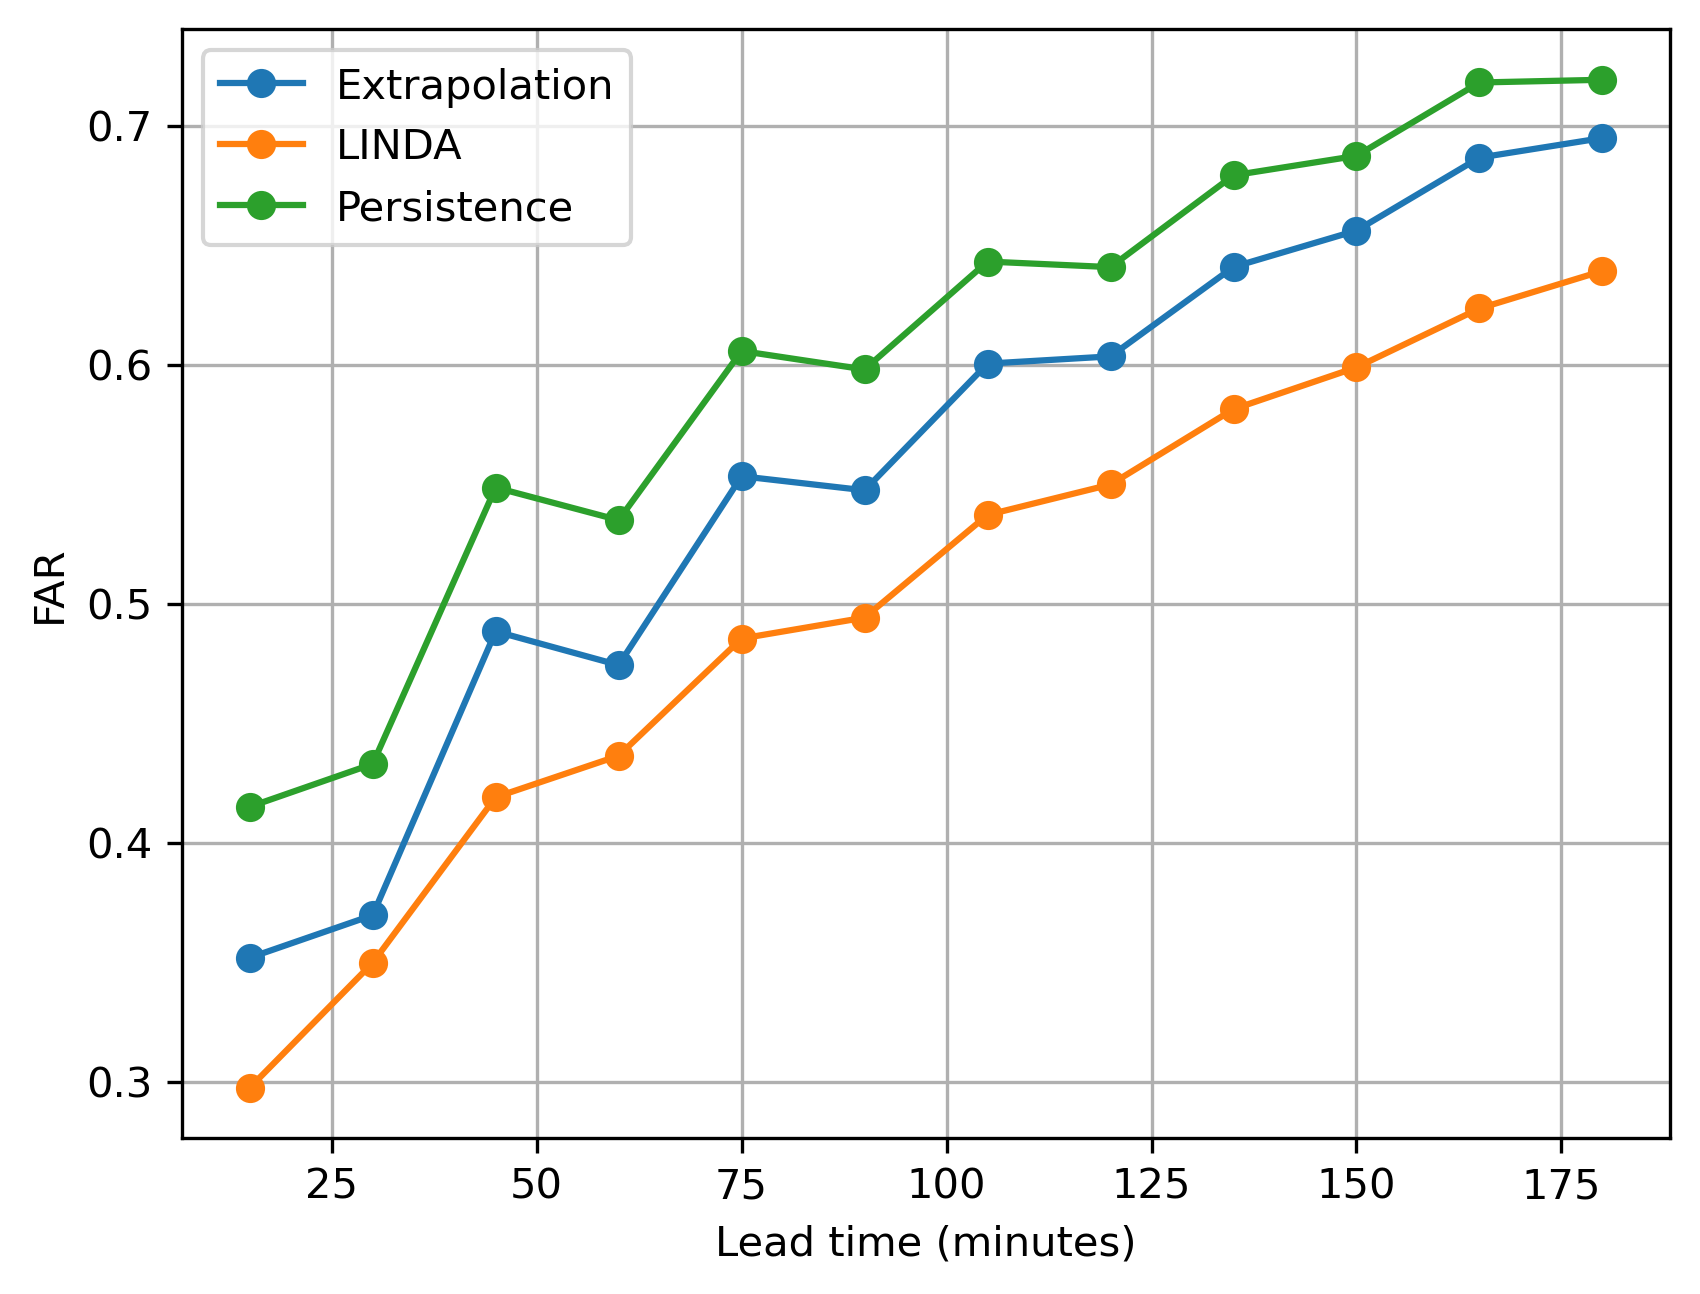 Extrapolation
LINDA
Persistence
0.7
0.6
0.5
0.4
0.3
FAR
25 50 75 100 125 150 175
Lead time (minutes)